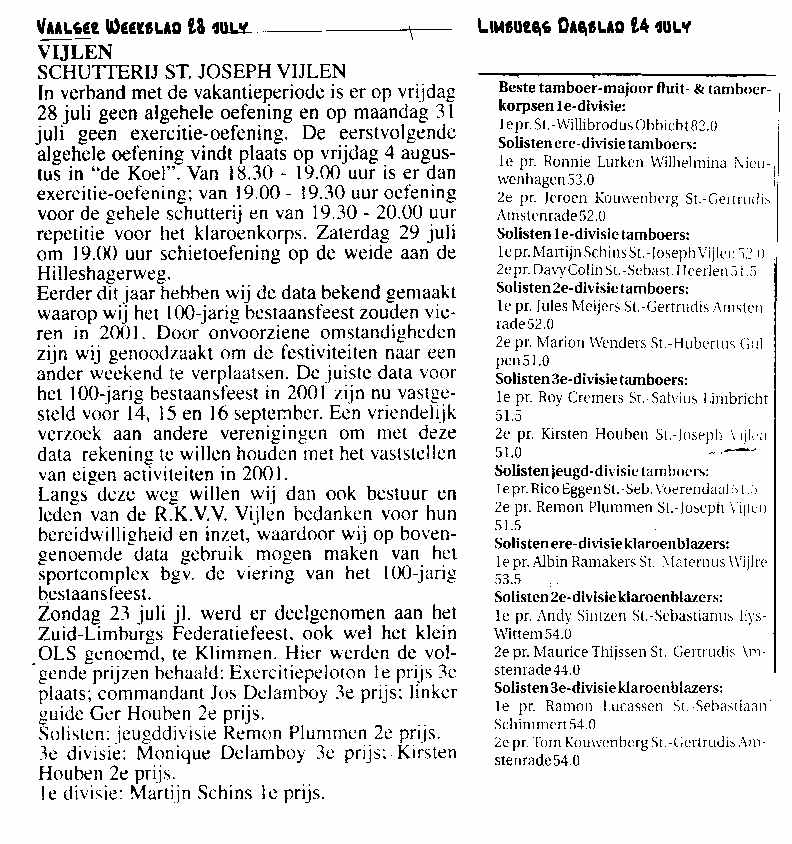 VAALSER WEEKBLAD 28 JULY
VIJLEN
SCHUTTERIJ ST. JOSEPH VIJLEN
In verband met de vakantieperiode is er op vrijdag
28 juli geen algehele oefening en op maandag 31
juli geen exercitie-oefening. De eerstvolgende
algehele oefening vindt plaats op vrijdag 4 augus-
tus in “de Koel”. Van 18.30 - 19.00 uur is er dan
exercitie-oefening; van 19.00 - 19.30 uur oefening
voor de gehele schutterij en van 19.30 - 20.00 uur
repetitie voor het klaroenkorps. Zaterdag 29 juli
om 19.00 uur schietoefening op de weide aan de
Hilleshagerweg.
Eerder dit jaar hebben wij de data bekend gemaakt
waarop wij het 100-jarig bestaansfeest zouden vie-
ren in 2001. Door onvoorziene omstandigheden
zijn wij genoodzaakt om de festiviteiten naar een
ander weekend te verplaatsen. De juiste data voor
het 100-jarig bestaansfeest in 2001 zijn nu vastge-
steld voor 14, 15 en 16 september. Een vriendelijk
verzoek aan andere verenigingen om met deze
data rekening te willen houden met het vaststellen
van eigen activiteiten in 2001.
Langs deze weg willen wij dan ook bestuur en
leden van de R.K.V.V. Vijlen bedanken voor hun
bereidwilligheid en inzet, waardoor wij op boven-
genoemde data gebruik mogen maken van het
sportcomplex bgv. de viering van het 100-jarig
bestaansfeest.
Zondag 23 juli jl. werd er deelgenomen aan het
Zuid-Limburgs Federatiefeest, ook wel het klein
OLS genoemd, te Klimmen. Hier werden de vol-
gende prijzen behaald: Exercitiepeloton 1e prijs 3e
plaats; commandant Jos Delamboy 3e prijs; linker
guide Ger Houben 2e prijs.
Solisten: jeugddivisie Remon Plummen 2e prijs.
3e divisie: Monique Delamboy 3e prijs; Kirsten
Houben 2e prijs.
1e divisie: Martijn Schins 1e prijs.
LIMBURGS DAGBLAD 24 JULY
Beste tamboer-majoor fluit- & tamboer-
korpsen 1e-divisie:
1e pr. St.-Willibrodus Obbicht 82.0
Solisten ere-divisie tamboers:
1e pr. Ronnie Lurken Wilhelmina Nieu-
wenhagen 53.0
2e pr. Jeroen Kouwenberg St.-Gertrudis
Amstenrade 52.0
Solisten 1e-divisie tamboers:
1e pr. Martijn Schins St.-Joseph Vijlen 52.0
2e pr. Davy Colin St.-Sebast. Heerlen 51.5
Solisten 2e-divisie tamboers:
1e pr. Jules Meijers St.-Gertrudis Amsten
rade 52.0
2e pr. Marion Wenders St.-Hubertus Gul
pen 51.0
Solisten 3e-divisie tamboers:
1e pr. Roy Cremers St.-Salvius Limbricht
51.5
2e pr. Kirsten Houben St.-Joseph Vijlen
51.0
Solisten jeugd-divisie tamboers:
1e pr. Rico Eggen St.-Seb. Voerendaal 51.5
2e pr. Remon Plummen St.-Joseph Vijlen
51.5
Solisten ere-divisie klaroenblazers:
1e pr. Albin Ramakers St. Maternus Wijlre
53.5
Solisten 2e-divisie klaroenblazers:
1e pr. Andy Sintzen St.-Sebastianus Eys-
Wittem 54.0
2e pr. Maurice Thijssen St. Gertrudis Am-
stenrade 44.0
Solisten 3e-divisie klaroenblazers:
1e pr. Ramon Lucassen St.-Sebastiaan
Schimmert 54.0
2e pr. Tom Kouwenberg St.-Gertrudis Am-
stenrade 54.0